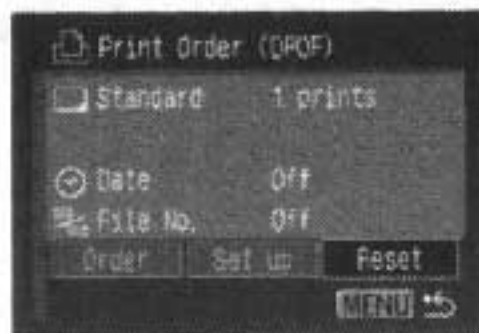 Print Order (DPOF)
Standard 1 prints
Date Off
File No. Off
Order Set up Reset
MENU